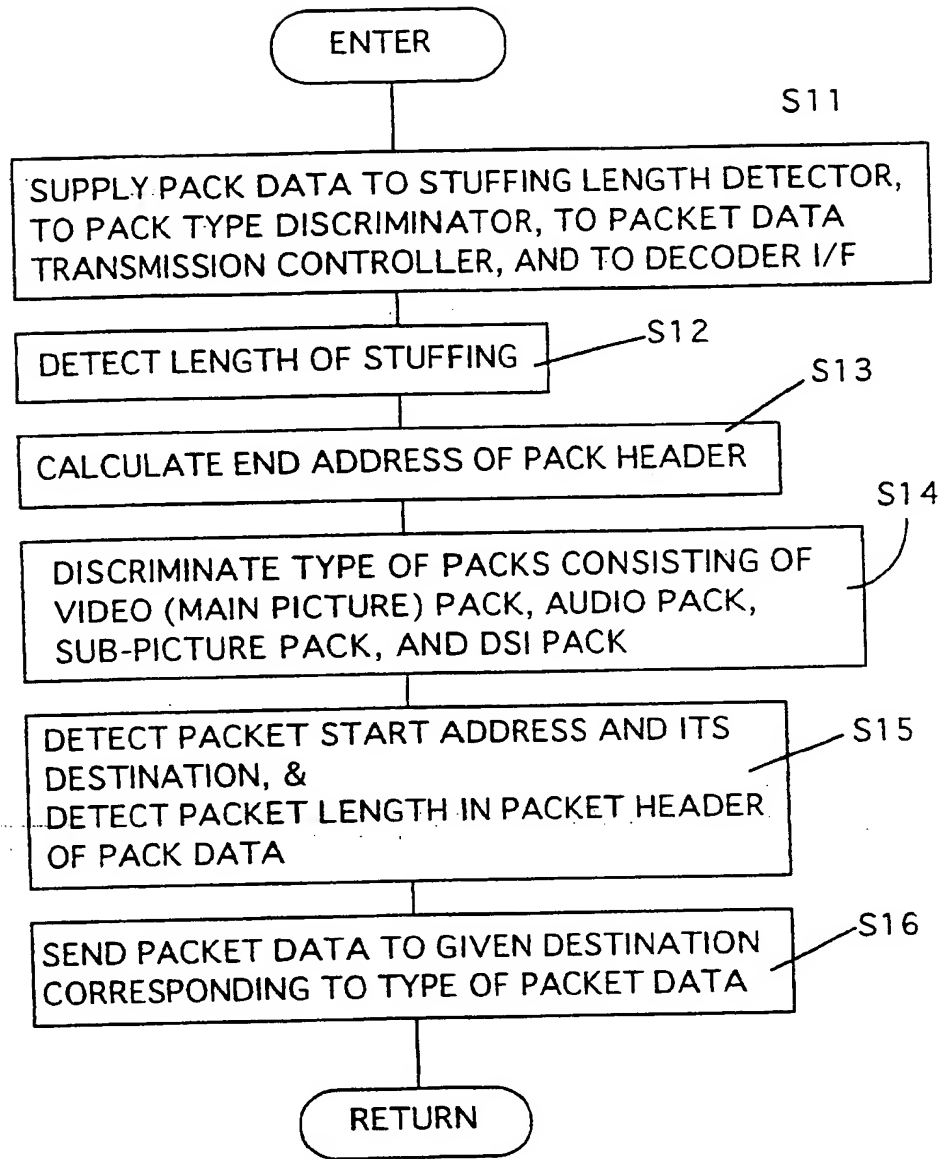 ENTER
S11
SUPPLY PACK DATA TO STUFFING LENGTH DETECTOR,
TO PACK TYPE DISCRIMINATOR, TO PACKET DATA
TRANSMISSION CONTROLLER, AND TO DECODER I/F
S12
DETECT LENGTH OF STUFFING
S13
CALCULATE END ADDRESS OF PACK HEADER
S14
DISCRIMINATE TYPE OF PACKS CONSISTING OF
VIDEO (MAIN PICTURE) PACK, AUDIO PACK,
SUB-PICTURE PACK, AND DSI PACK
DETECT PACKET START ADDRESS AND ITS
S15
DESTINATION, &
DETECT PACKET LENGTH IN PACKET HEADER
OF PACK DATA
S16
SEND PACKET DATA TO GIVEN DESTINATION
CORRESPONDING TO TYPE OF PACKET DATA
RETURN